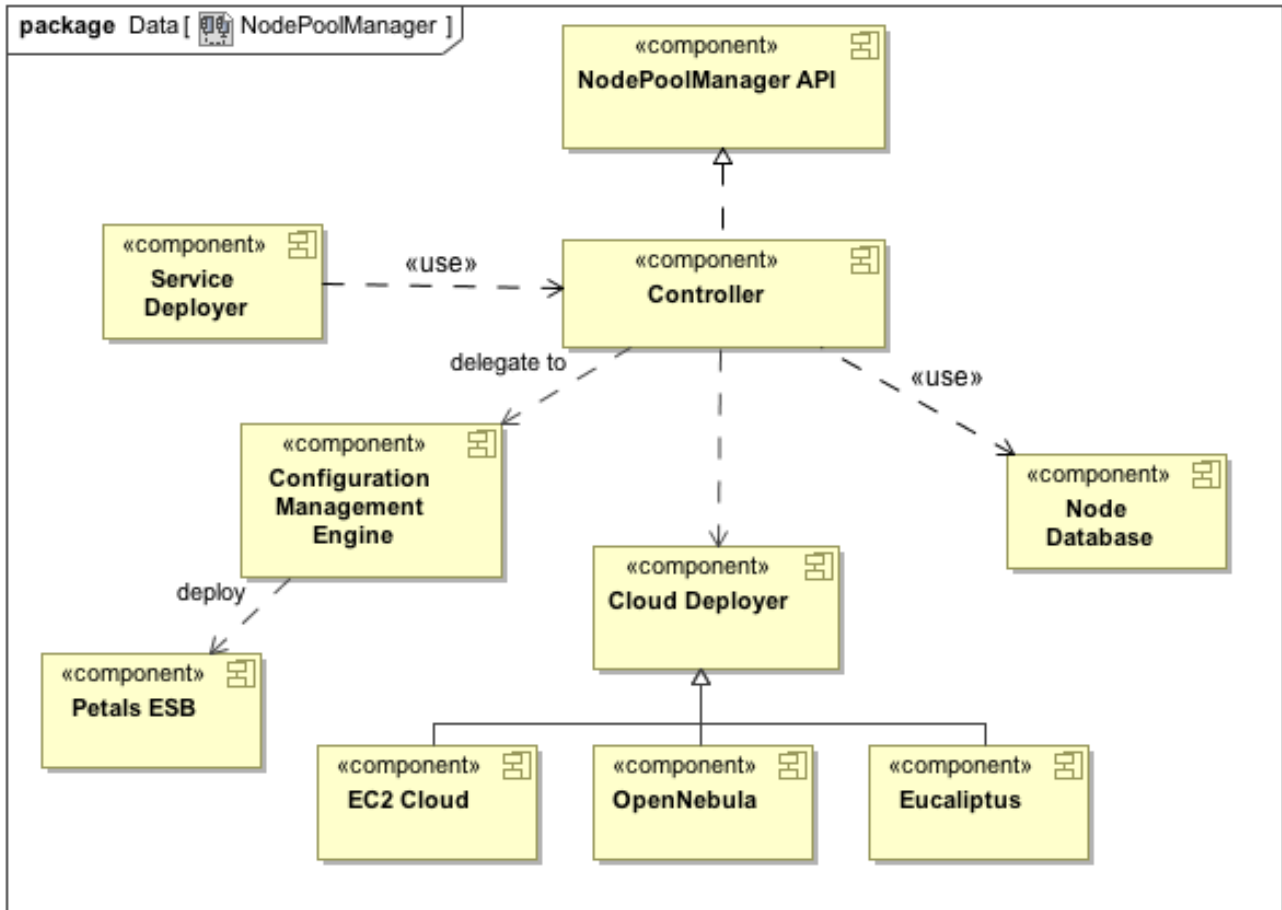 package Data [ NodePoolManager ]
«component»
NodePoolManager API
«component»
Service
Deployer
«use»
«component»
Controller
delegate to
«use»
«component»
Configuration
Management
Engine
«component»
Node
Database
«component»
Cloud Deployer
deploy
«component»
Petals ESB
«component»
EC2 Cloud
«component»
OpenNebula
«component»
Eucaliptus